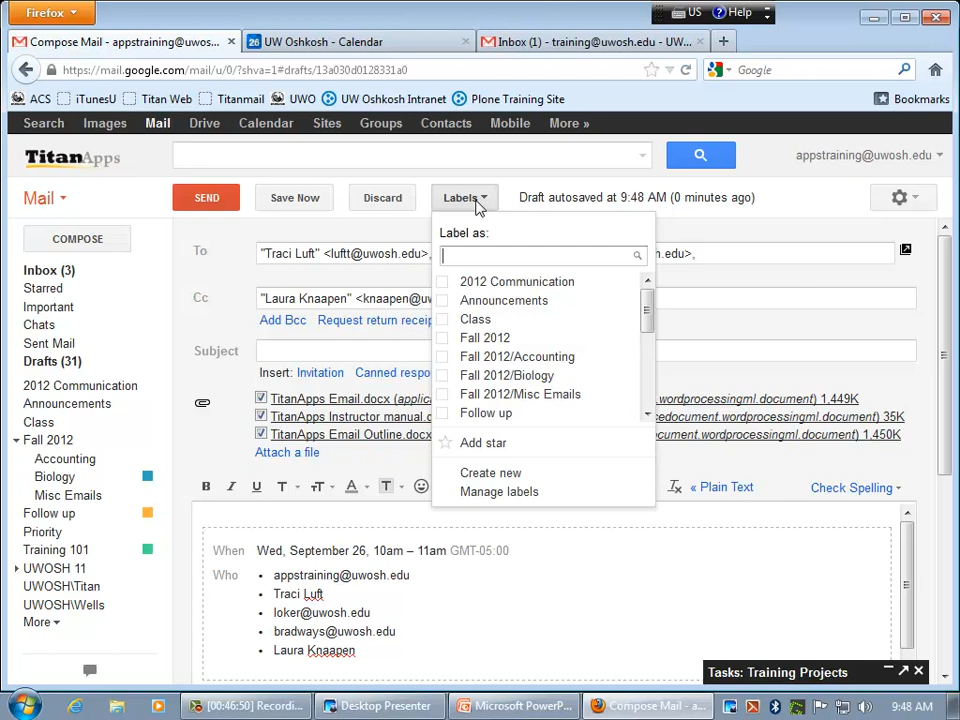 Firefox
US Help
Compose Mail - appstraining@uwos...
26 UW Oshkosh - Calendar
Inbox (1) - training@uwosh.edu - UW...
https://mail.google.com/mail/u/0/?shva=1#drafts/13a030d0128331a0
Google
ACS iTunesU Titan Web Titanmail UWO UW Oshkosh Intranet Plone Training Site Bookmarks
Search Images Mail Drive Calendar Sites Groups Contacts Mobile More »
TitanApps
appstraining@uwosh.edu
Mail
SEND Save Now Discard Labels Draft autosaved at 9:48 AM (0 minutes ago)
COMPOSE
Inbox (3)
Starred
Important
Chats
Sent Mail
Drafts (31)
2012 Communication
Announcements
Class
Fall 2012
Accounting
Biology
Misc Emails
Follow up
Priority
Training 101
UWOSH 11
UWOSH\Titan
UWOSH\Wells
More
Label as:
2012 Communication
Announcements
Class
Fall 2012
Fall 2012/Accounting
Fall 2012/Biology
Fall 2012/Misc Emails
Follow up
Add star
Create new
Manage labels
To "Traci Luft" <luftt@uwosh.edu>, sh.edu>,
Cc "Laura Knaapen" <knaapen@uw
Add Bcc Request return receip
Subject
Insert: Invitation Canned respo
TitanApps Email.docx (applic .wordprocessingml.document) 1,449K
TitanApps Instructor manual.c cedocument.wordprocessingml.document) 35K
TitanApps Email Outline.docx .wordprocessingml.document) 1,450K
Attach a file
B I U T T A T « Plain Text Check Spelling
When Wed, September 26, 10am – 11am GMT-05:00
Who • appstraining@uwosh.edu
• Traci Luft
• loker@uwosh.edu
• bradways@uwosh.edu
• Laura Knaapen
Tasks: Training Projects
[00:46:50] Recordi...
Desktop Presenter
Microsoft PowerP...
Compose Mail - a...
9:48 AM